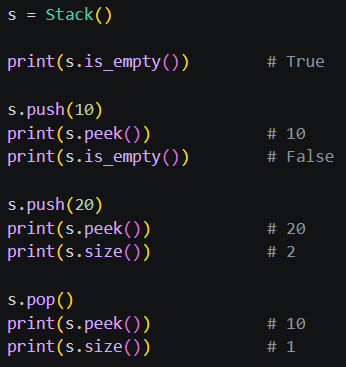 s = Stack()
print(s.is_empty()) # True
s.push(10)
print(s.peek()) # 10
print(s.is_empty()) # False
s.push(20)
print(s.peek()) # 20
print(s.size()) # 2
s.pop()
print(s.peek()) # 10
print(s.size()) # 1